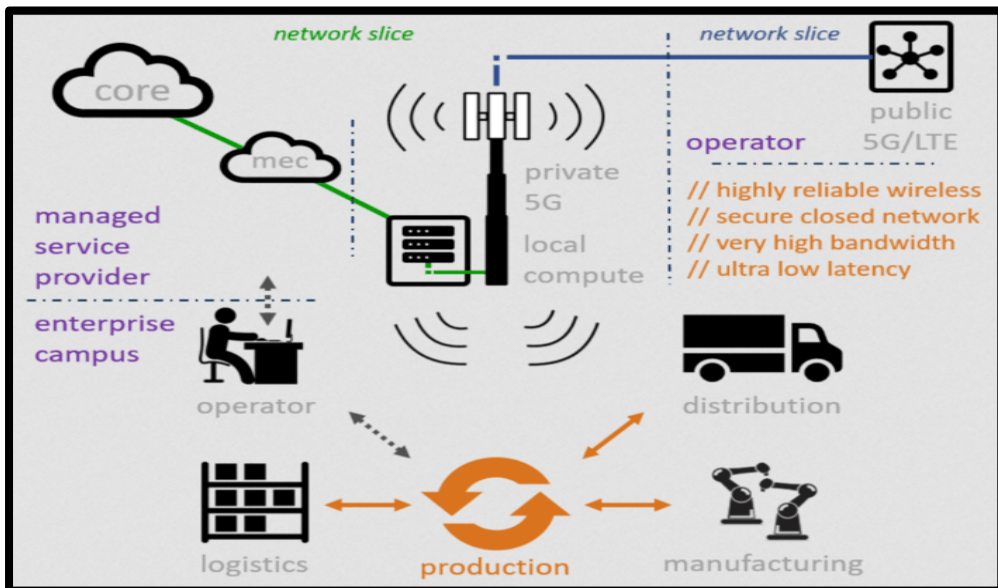 network slice
network slice
core
mec
public
5G/LTE
operator
private
5G
// highly reliable wireless
// secure closed network
// very high bandwidth
// ultra low latency
managed
service
provider
local
compute
enterprise
campus
operator
distribution
logistics
production
manufacturing